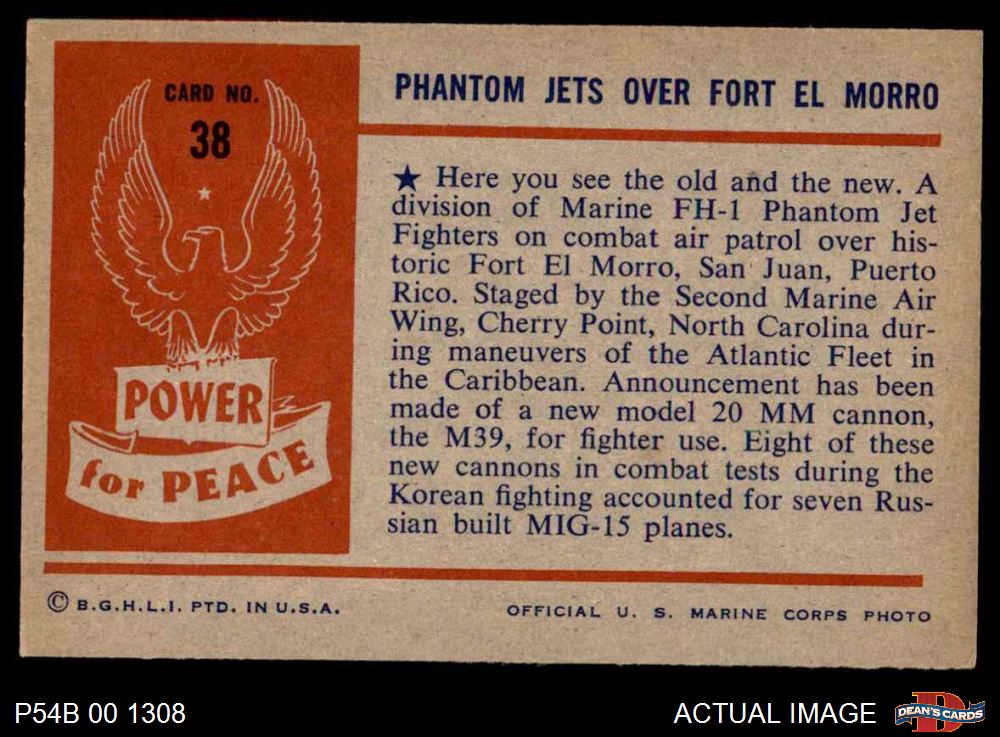 CARD NO.
38
POWER
for PEACE
PHANTOM JETS OVER FORT EL MORRO
★ Here you see the old and the new. A
division of Marine FH-1 Phantom Jet
Fighters on combat air patrol over his-
toric Fort El Morro, San Juan, Puerto
Rico. Staged by the Second Marine Air
Wing, Cherry Point, North Carolina dur-
ing maneuvers of the Atlantic Fleet in
the Caribbean. Announcement has been
made of a new model 20 MM cannon,
the M39, for fighter use. Eight of these
new cannons in combat tests during the
Korean fighting accounted for seven Rus-
sian built MIG-15 planes.
© B.G.H.L.I. PTD. IN U.S.A.
OFFICIAL U. S. MARINE CORPS PHOTO
P54B 00 1308
ACTUAL IMAGE
DEAN'S CARDS